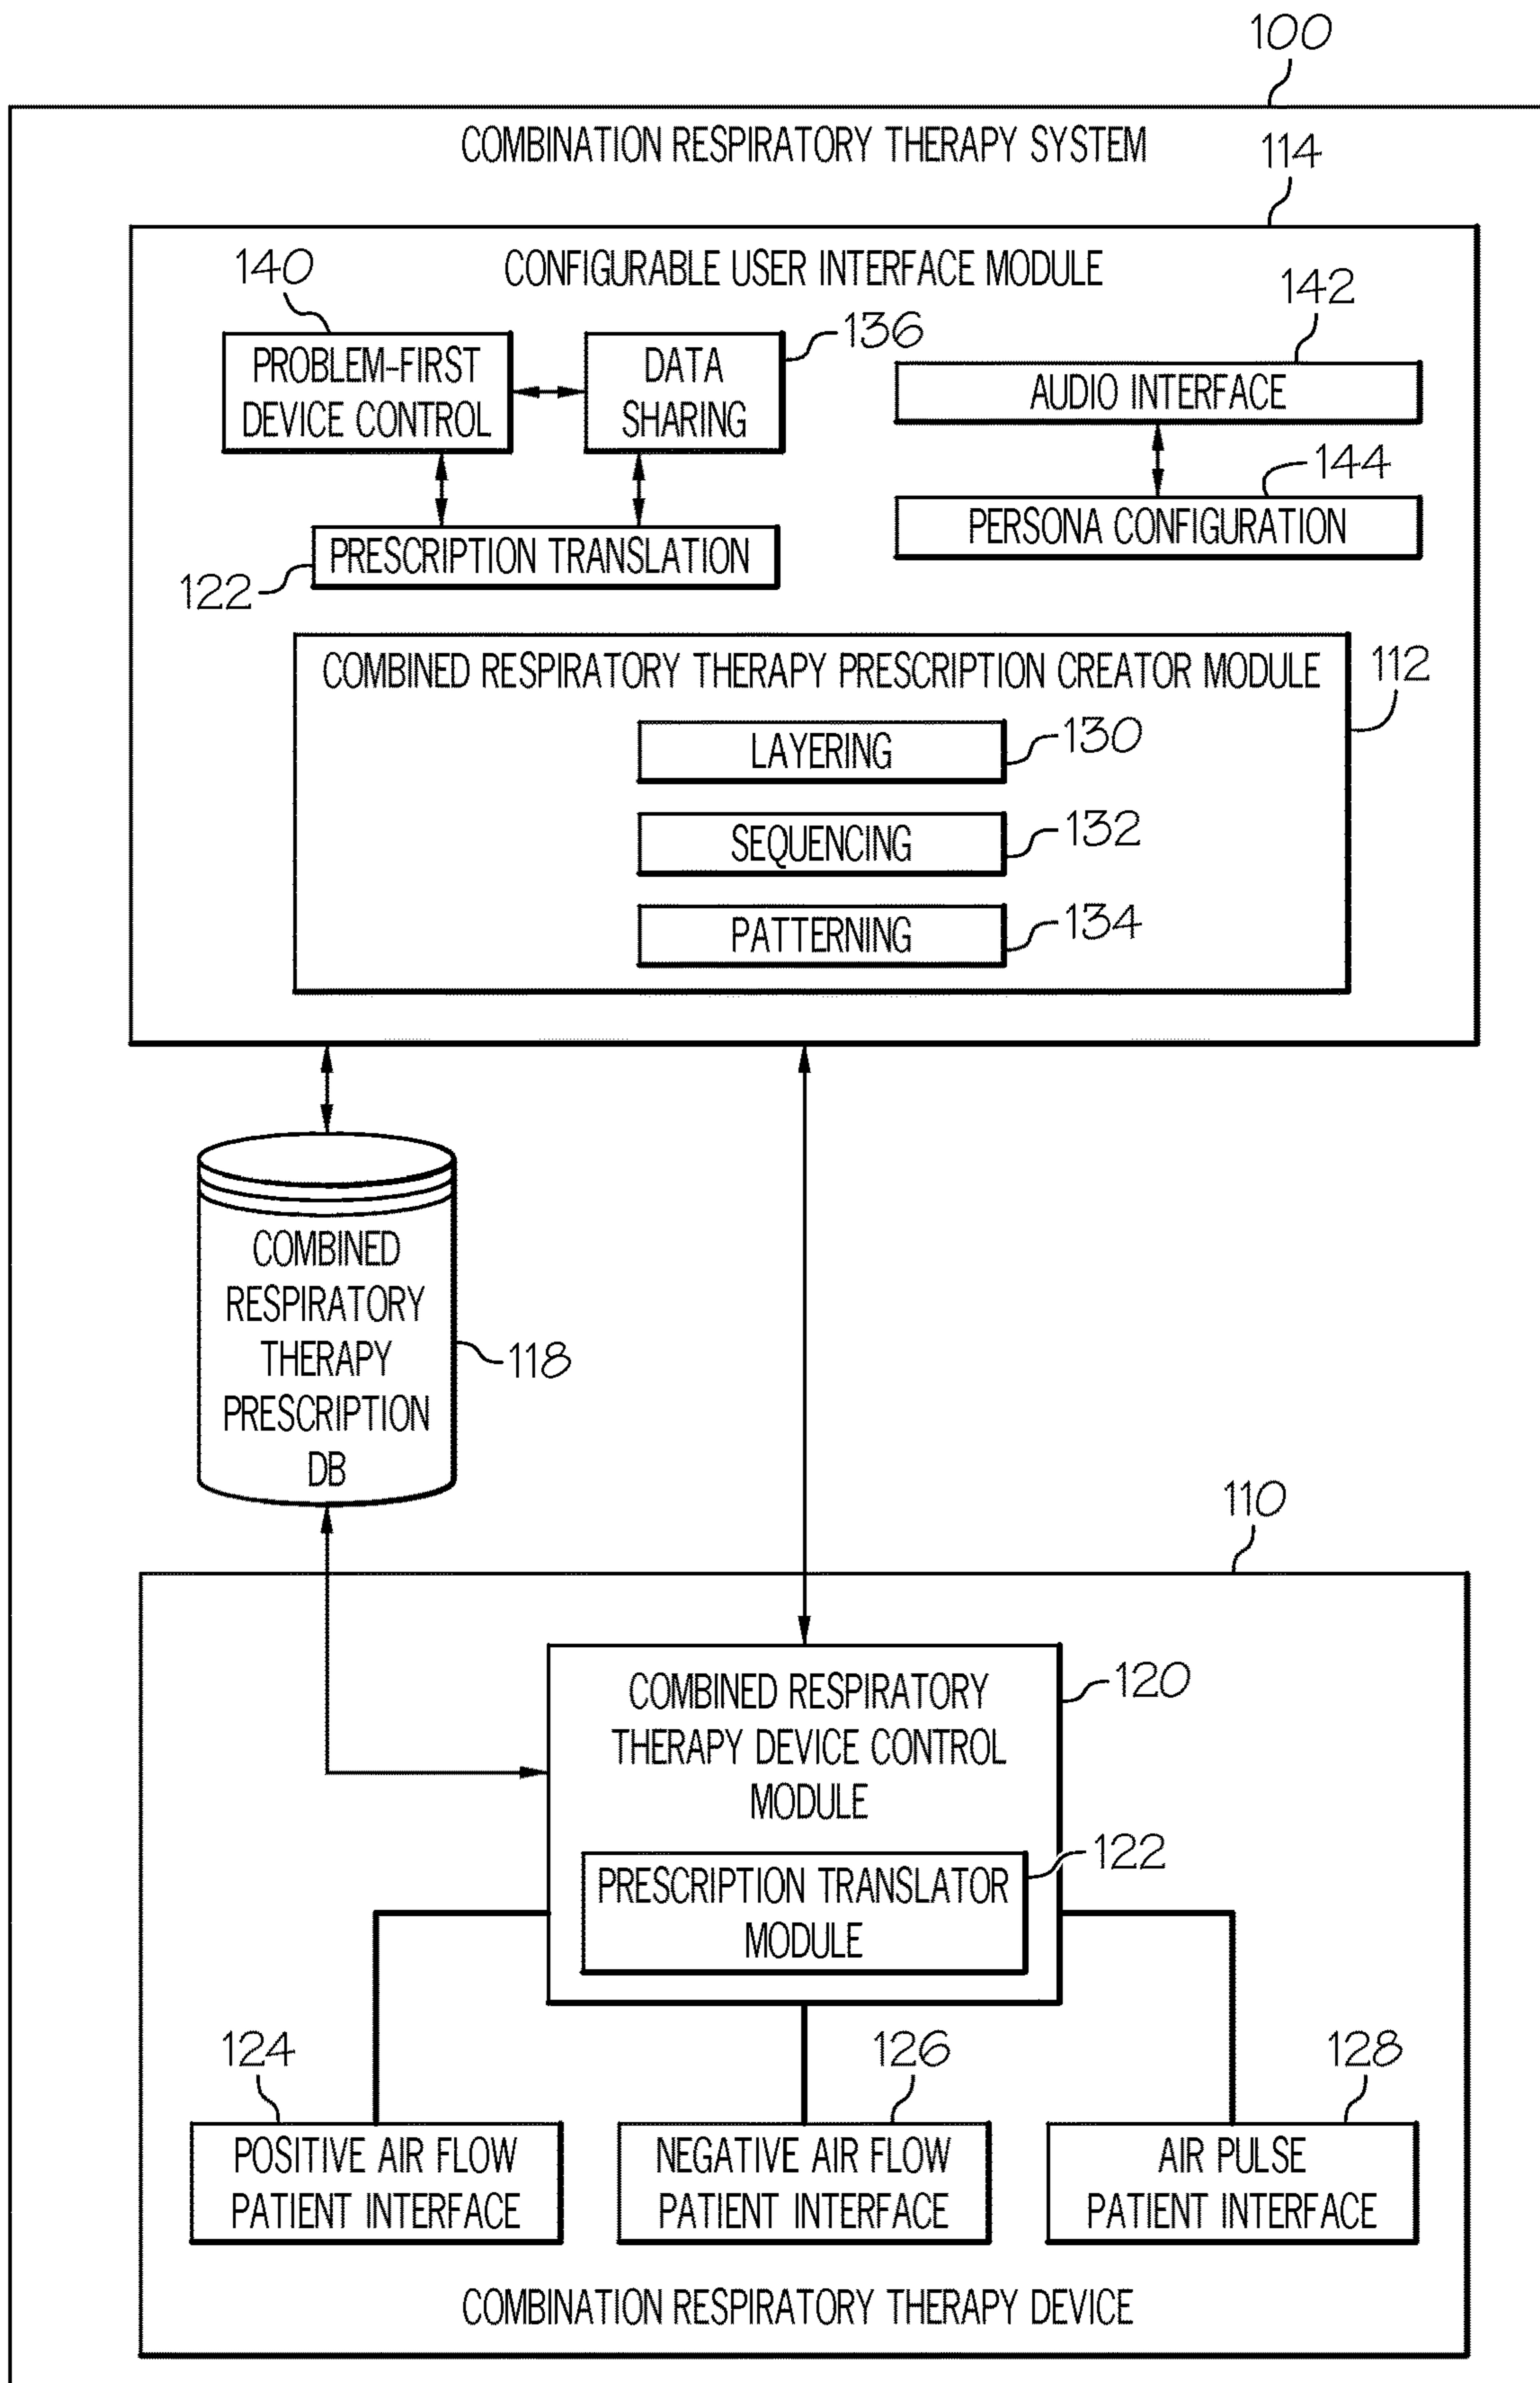 100
COMBINATION RESPIRATORY THERAPY SYSTEM
114
CONFIGURABLE USER INTERFACE MODULE
140
PROBLEM-FIRST
DEVICE CONTROL
DATA
SHARING
136
142
AUDIO INTERFACE
144
PERSONA CONFIGURATION
PRESCRIPTION TRANSLATION
122
COMBINED RESPIRATORY THERAPY PRESCRIPTION CREATOR MODULE
112
LAYERING
130
SEQUENCING
132
PATTERNING
134
COMBINED
RESPIRATORY
THERAPY
PRESCRIPTION
DB
118
110
COMBINED RESPIRATORY
THERAPY DEVICE CONTROL
MODULE
120
PRESCRIPTION TRANSLATOR
MODULE
122
124
POSITIVE AIR FLOW
PATIENT INTERFACE
126
NEGATIVE AIR FLOW
PATIENT INTERFACE
128
AIR PULSE
PATIENT INTERFACE
COMBINATION RESPIRATORY THERAPY DEVICE